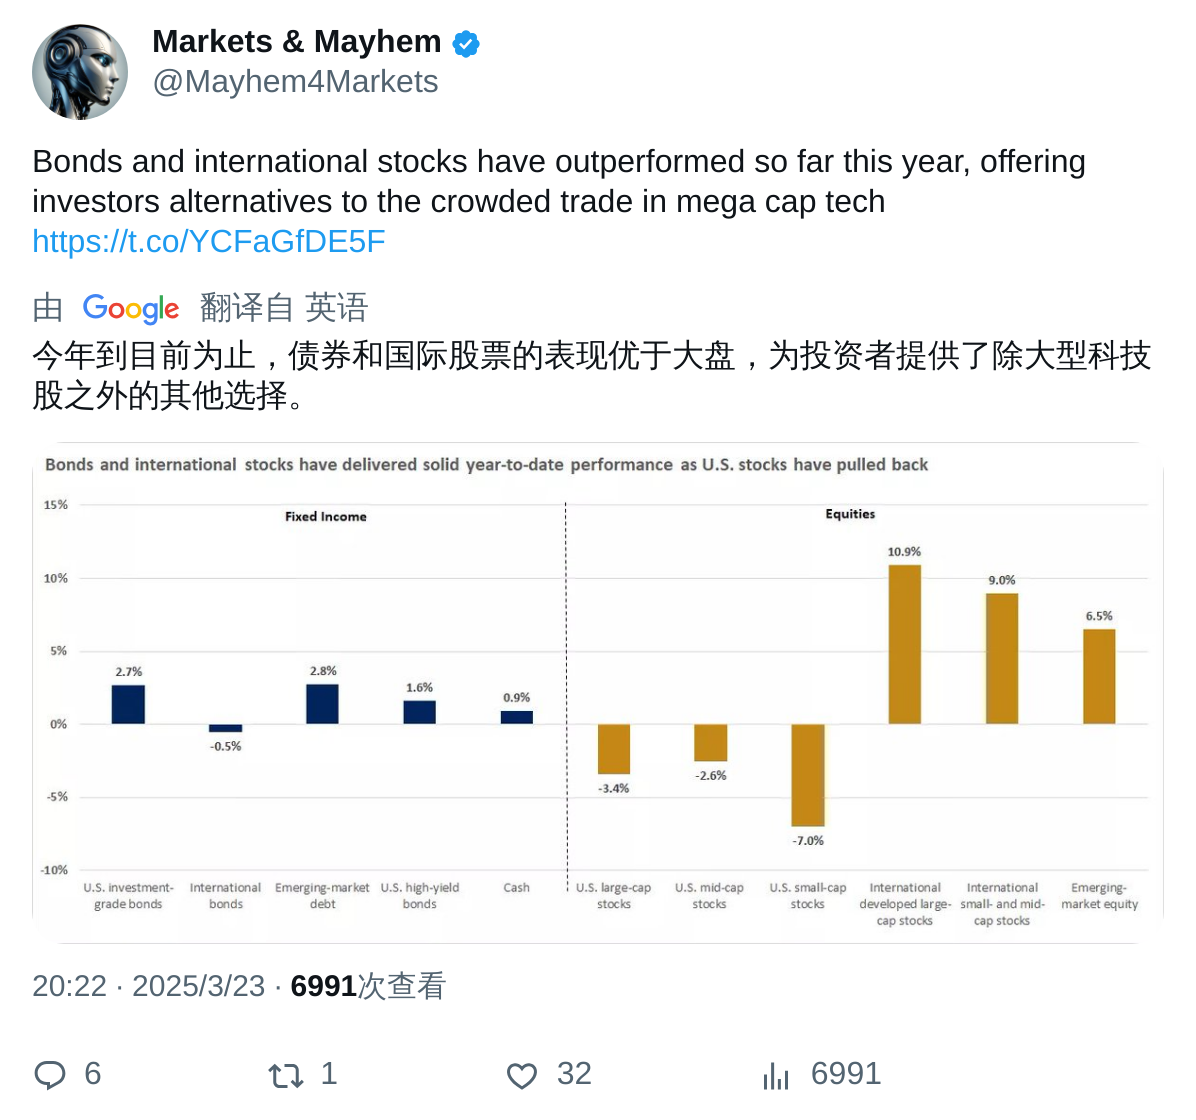 Markets & Mayhem
@Mayhem4Markets
Bonds and international stocks have outperformed so far this year, offering
investors alternatives to the crowded trade in mega cap tech
https://t.co/YCFaGfDE5F
由 Google 翻译自 英语
今年到目前为止，债券和国际股票的表现优于大盘，为投资者提供了除大型科技
股之外的其他选择。
Bonds and international stocks have delivered solid year-to-date performance as U.S. stocks have pulled back
15%
Fixed Income
Equities
10.9%
10%
9.0%
6.5%
5%
2.7%
2.8%
1.6%
0.9%
0%
-0.5%
-3.4%
-2.6%
-5%
-7.0%
-10%
U.S. investment-
grade bonds
International
bonds
Emerging-market
debt
U.S. high-yield
bonds
Cash
U.S. large-cap
stocks
U.S. mid-cap
stocks
U.S. small-cap
stocks
International
developed large-
cap stocks
International
small- and mid-
cap stocks
Emerging-
market equity
20:22 · 2025/3/23 · 6991次查看
6
1
32
6991